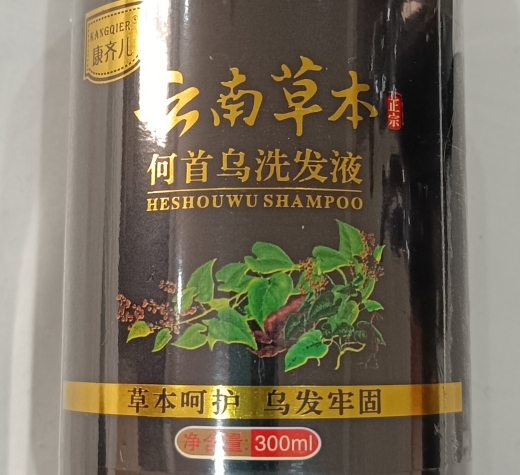 KANGQIER
康齐儿
云南草本
正宗
何首乌洗发液
HESHOUWU SHAMPOO
草本呵护 乌发牢固
净含量: 300ml